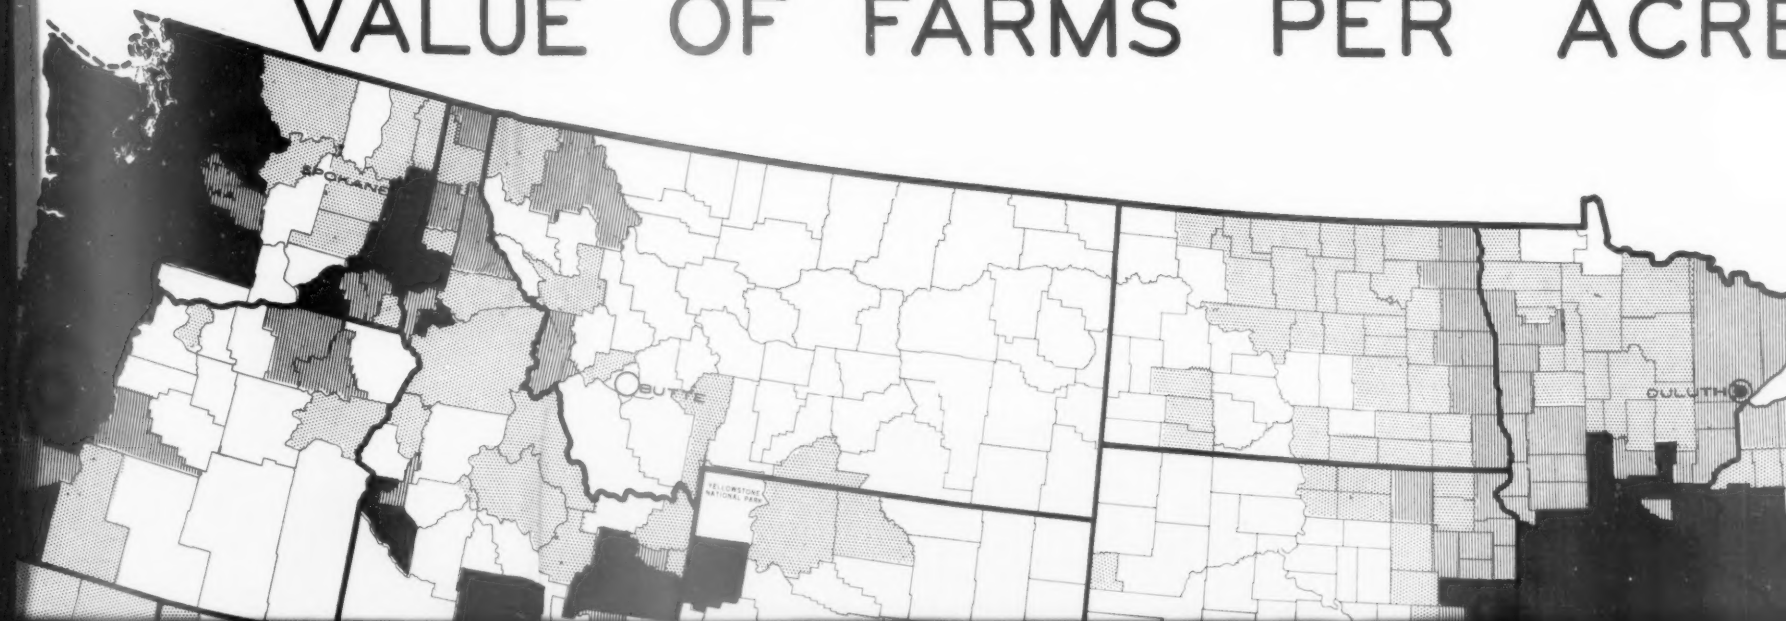 VALUE OF FARMS PER ACRE
SPOKANE
BUTTE
DULUTH
YELLOWSTONE
NATIONAL PARK